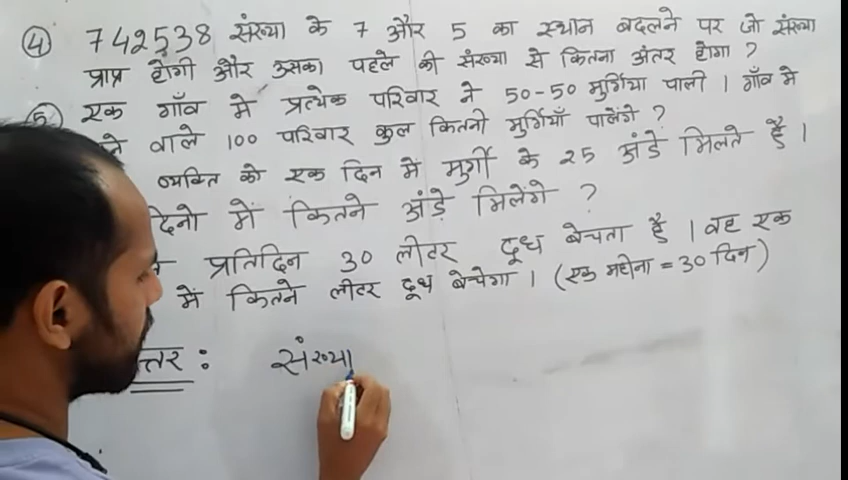 ④ 742538 संख्या के 7 और 5 का स्थान बदलने पर जो संख्या
प्राप्त होगी और उसका पहले की संख्या से कितना अंतर होगा ?
⑤ एक गाँव मे प्रत्येक परिवार ने 50-50 मुर्गिया पाली । गाँव मे
वाले 100 परिवार कुल कितनी मुर्गियाँ पालेंगे ?
व्यक्ति को एक दिन में मुर्गी के 25 अंडे मिलते है ।
दिनो में कितने अंडे मिलेंगे ?
प्रतिदिन 30 लीटर दूध बेचता है । वह एक
में कितने लीटर दूध बेचेगा । (एक महीना = 30 दिन)
त्तर : संख्या